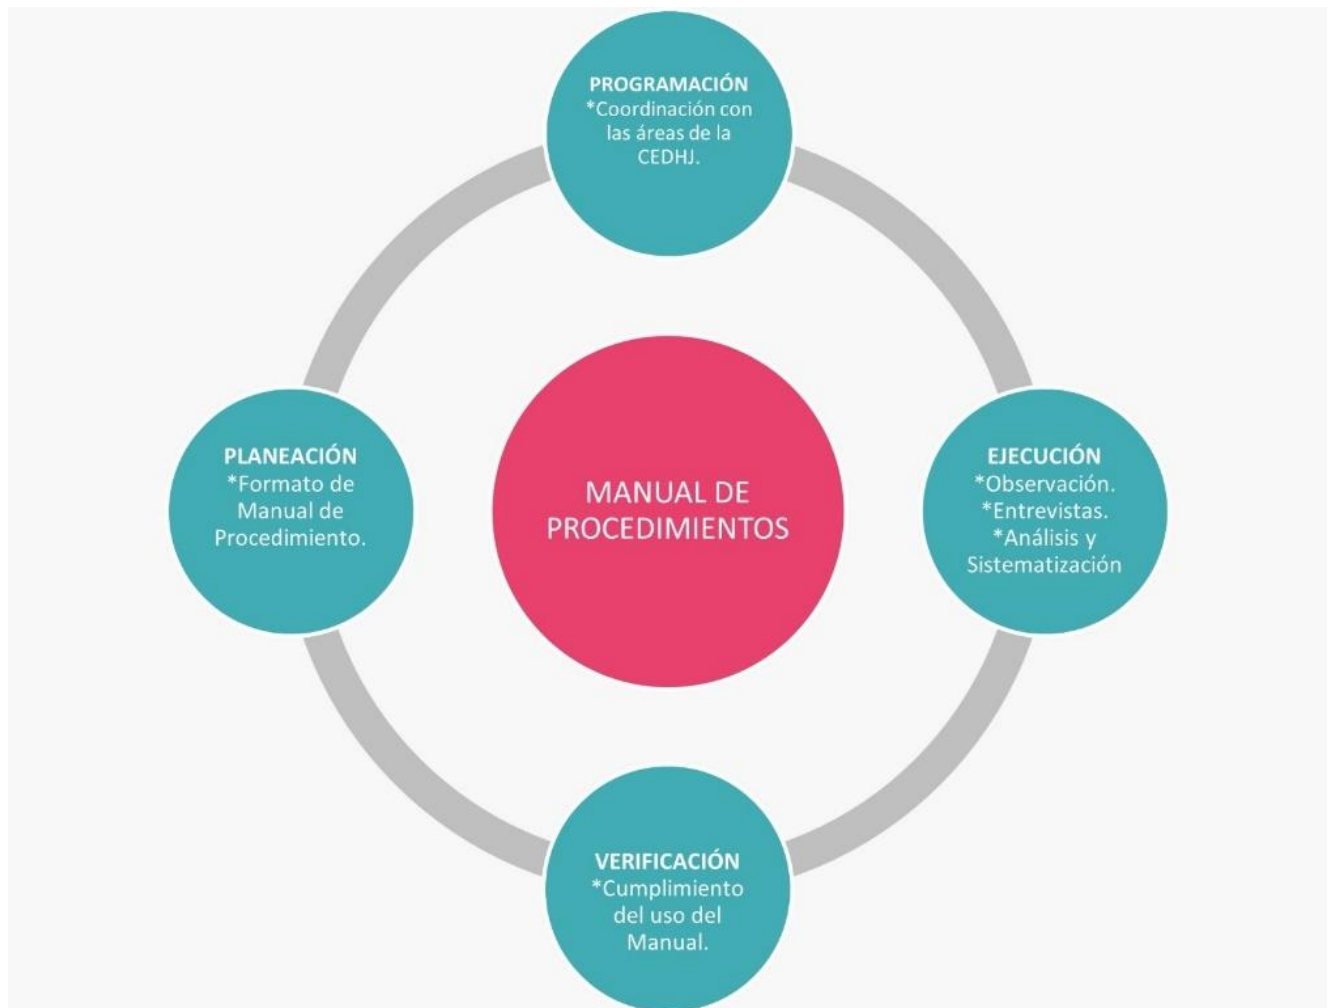 PROGRAMACIÓN
*Coordinación con
las áreas de la
CEDHJ.
PLANEACIÓN
*Formato de
Manual de
Procedimiento.
MANUAL DE
PROCEDIMIENTOS
EJECUCIÓN
*Observación.
*Entrevistas.
*Análisis y
Sistematización
VERIFICACIÓN
*Cumplimiento
del uso del
Manual.